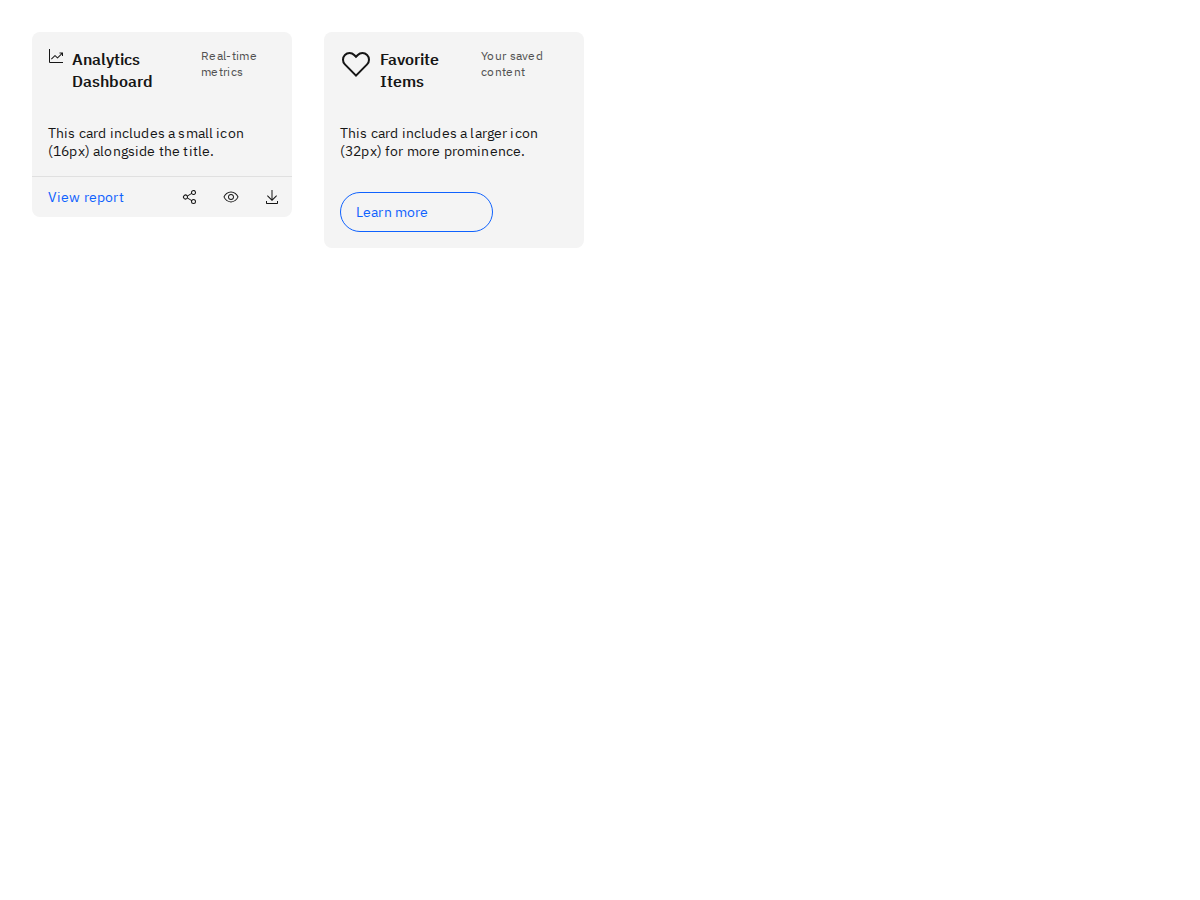 Analytics
Dashboard
Real-time
metrics
This card includes a small icon
(16px) alongside the title.
View report
Favorite
Items
Your saved
content
This card includes a larger icon
(32px) for more prominence.
Learn more